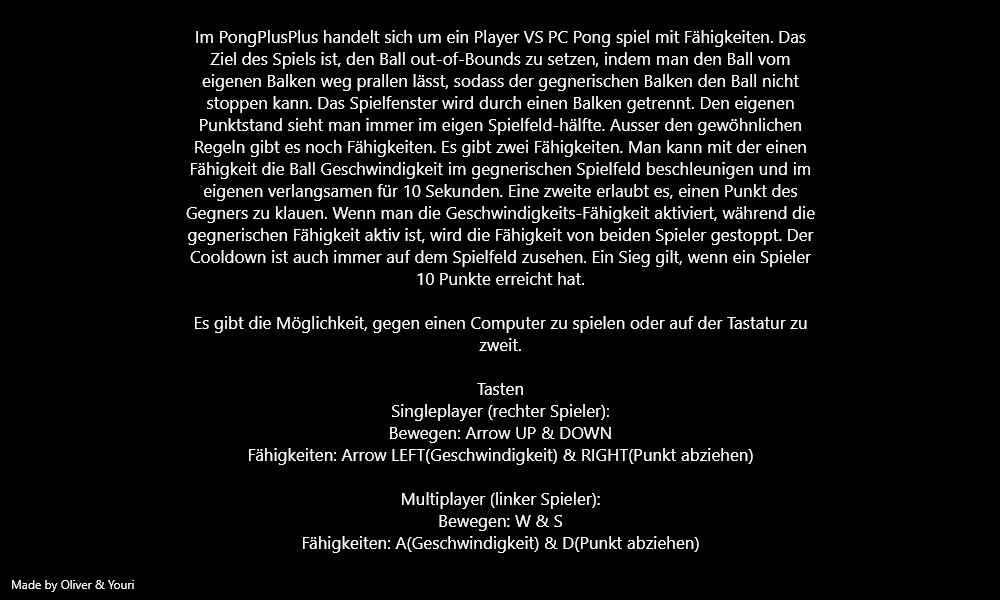 Im PongPlusPlus handelt sich um ein Player VS PC Pong spiel mit Fähigkeiten. Das
Ziel des Spiels ist, den Ball out-of-Bounds zu setzen, indem man den Ball vom
eigenen Balken weg prallen lässt, sodass der gegnerischen Balken den Ball nicht
stoppen kann. Das Spielfenster wird durch einen Balken getrennt. Den eigenen
Punktstand sieht man immer im eigen Spielfeld-hälfte. Ausser den gewöhnlichen
Regeln gibt es noch Fähigkeiten. Es gibt zwei Fähigkeiten. Man kann mit der einen
Fähigkeit die Ball Geschwindigkeit im gegnerischen Spielfeld beschleunigen und im
eigenen verlangsamen für 10 Sekunden. Eine zweite erlaubt es, einen Punkt des
Gegners zu klauen. Wenn man die Geschwindigkeits-Fähigkeit aktiviert, während die
gegnerischen Fähigkeit aktiv ist, wird die Fähigkeit von beiden Spieler gestoppt. Der
Cooldown ist auch immer auf dem Spielfeld zusehen. Ein Sieg gilt, wenn ein Spieler
10 Punkte erreicht hat.
Es gibt die Möglichkeit, gegen einen Computer zu spielen oder auf der Tastatur zu
zweit.
Tasten
Singleplayer (rechter Spieler):
Bewegen: Arrow UP & DOWN
Fähigkeiten: Arrow LEFT(Geschwindigkeit) & RIGHT(Punkt abziehen)
Multiplayer (linker Spieler):
Bewegen: W & S
Fähigkeiten: A(Geschwindigkeit) & D(Punkt abziehen)
Made by Oliver & Youri